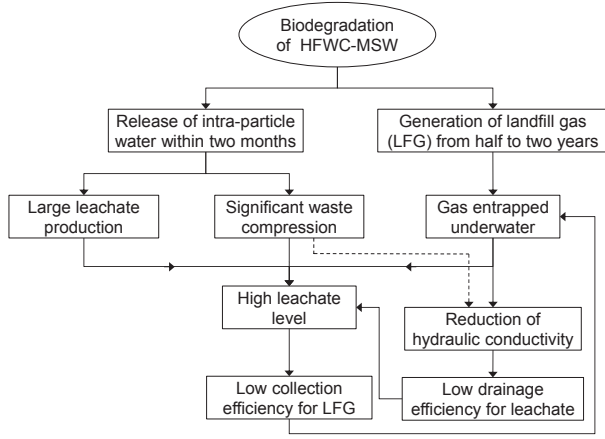 Biodegradation
of HFWC-MSW
Release of intra-particle
water within two months
Generation of landfill gas
(LFG) from half to two years
Large leachate
production
Significant waste
compression
Gas entrapped
underwater
High leachate
level
Reduction of
hydraulic conductivity
Low collection
efficiency for LFG
Low drainage
efficiency for leachate